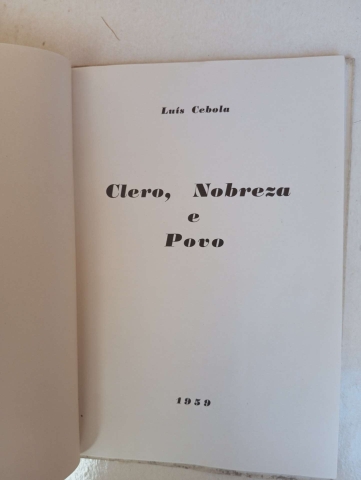 Luís Cebola
Clero, Nobreza
e
Povo
1959